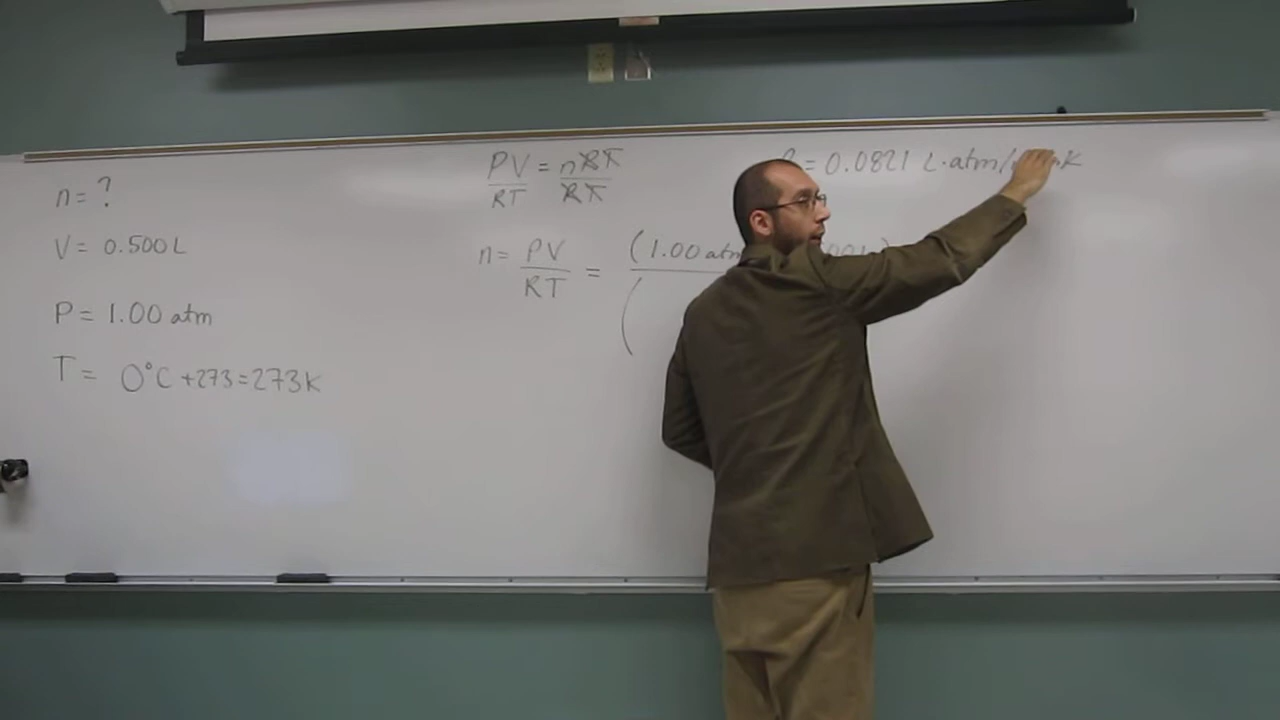 n = ?
V = 0.500 L
P = 1.00 atm
T = 0°C +273=273K
PV = nRT
RT RT
n = PV =
RT
(1.00 atm
(
= 0.0821 L·atm/ K